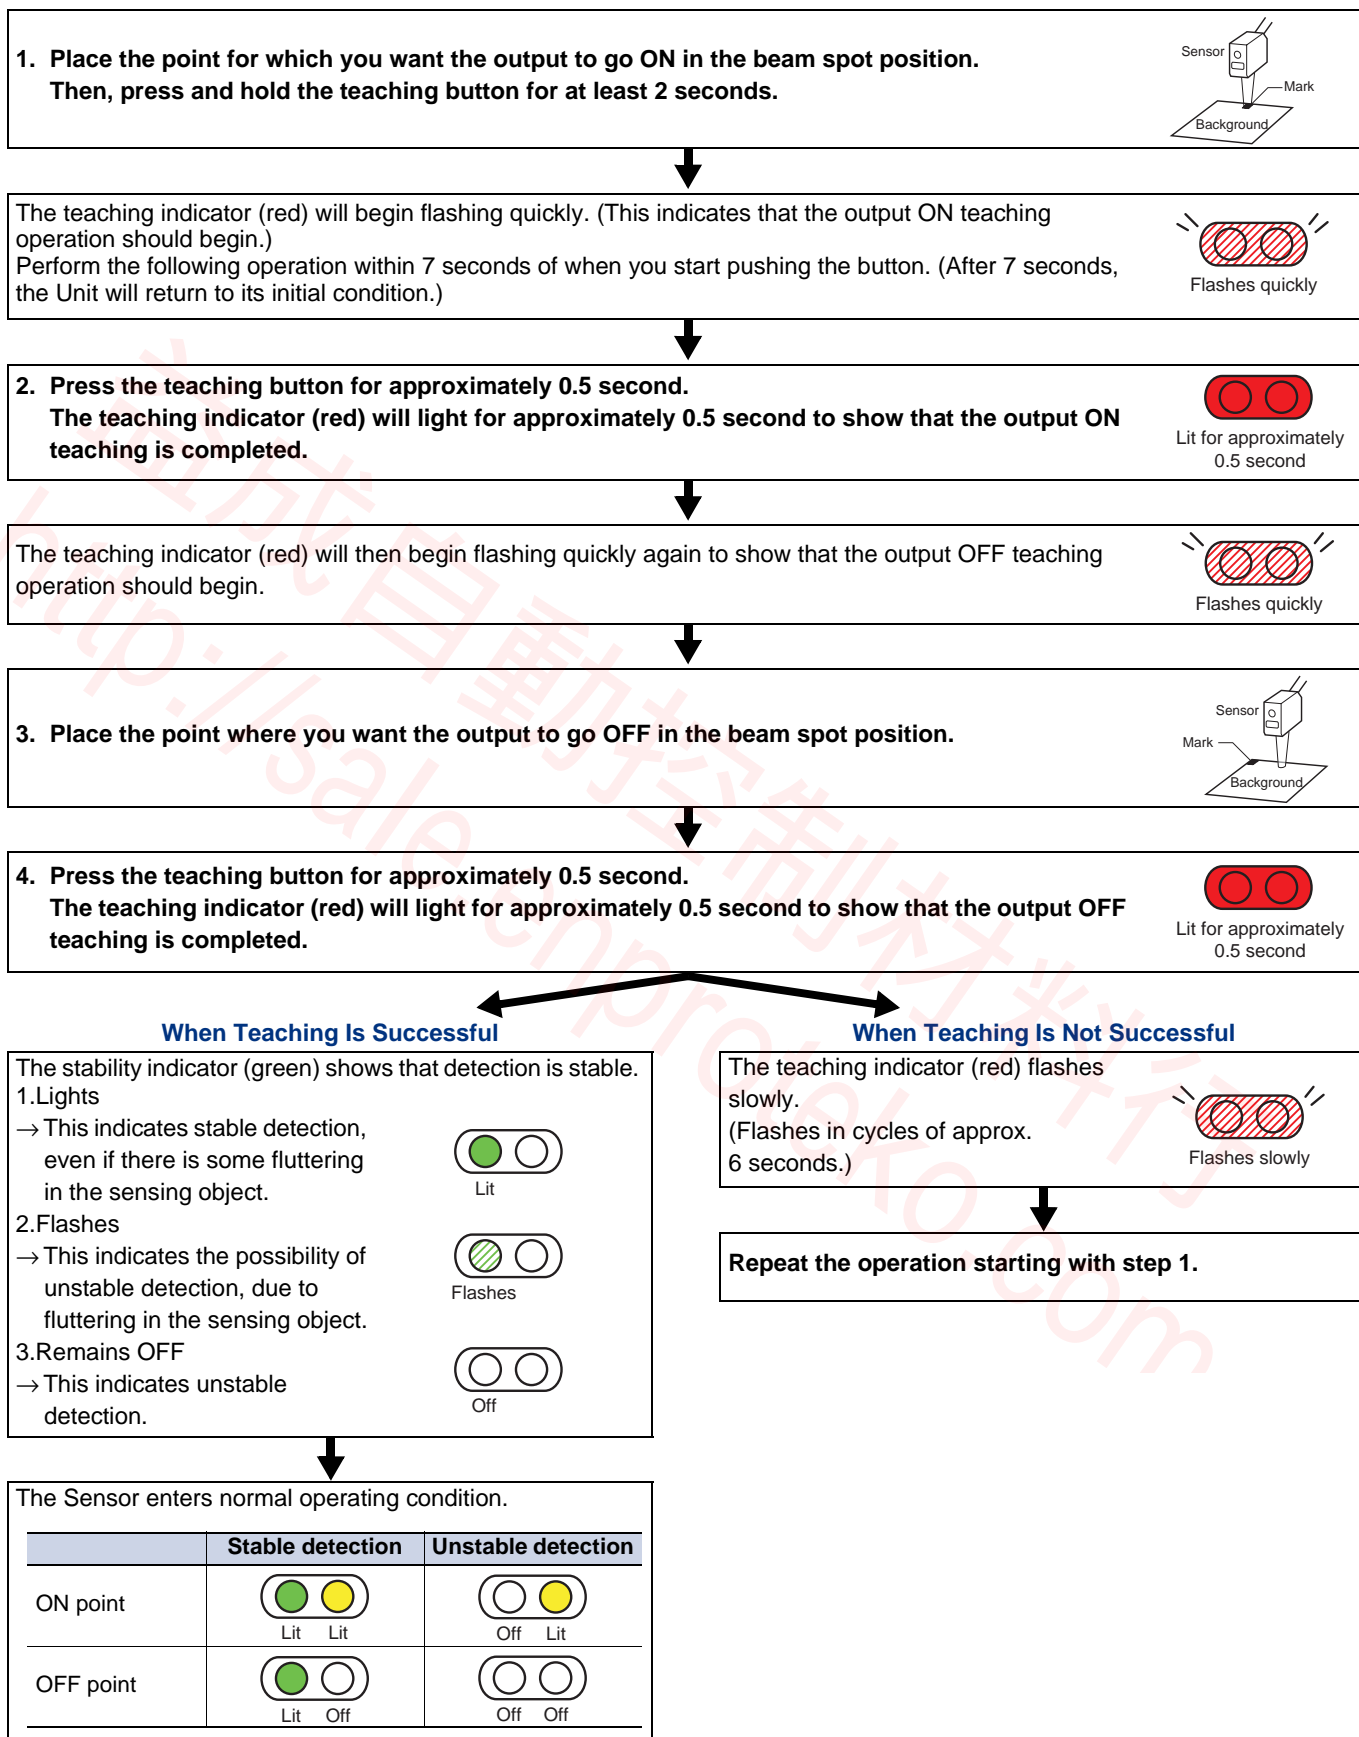 1. Place the point for which you want the output to go ON in the beam spot position.
Then, press and hold the teaching button for at least 2 seconds.
Sensor
Mark
Background
The teaching indicator (red) will begin flashing quickly. (This indicates that the output ON teaching
operation should begin.)
Perform the following operation within 7 seconds of when you start pushing the button. (After 7 seconds,
the Unit will return to its initial condition.)
Flashes quickly
2. Press the teaching button for approximately 0.5 second.
The teaching indicator (red) will light for approximately 0.5 second to show that the output ON
teaching is completed.
Lit for approximately
0.5 second
The teaching indicator (red) will then begin flashing quickly again to show that the output OFF teaching
operation should begin.
Flashes quickly
3. Place the point where you want the output to go OFF in the beam spot position.
Sensor
Mark
Background
4. Press the teaching button for approximately 0.5 second.
The teaching indicator (red) will light for approximately 0.5 second to show that the output OFF
teaching is completed.
Lit for approximately
0.5 second
When Teaching Is Successful
The stability indicator (green) shows that detection is stable.
1.Lights
→ This indicates stable detection,
even if there is some fluttering
in the sensing object.
Lit
2.Flashes
→ This indicates the possibility of
unstable detection, due to
fluttering in the sensing object.
Flashes
3.Remains OFF
→ This indicates unstable
detection.
Off
When Teaching Is Not Successful
The teaching indicator (red) flashes
slowly.
(Flashes in cycles of approx.
6 seconds.)
Flashes slowly
Repeat the operation starting with step 1.
The Sensor enters normal operating condition.
Stable detection Unstable detection
ON point
Lit Lit Off Lit
OFF point
Lit Off Off Off
益成自動控制材料行
http://sale.enproteko.com